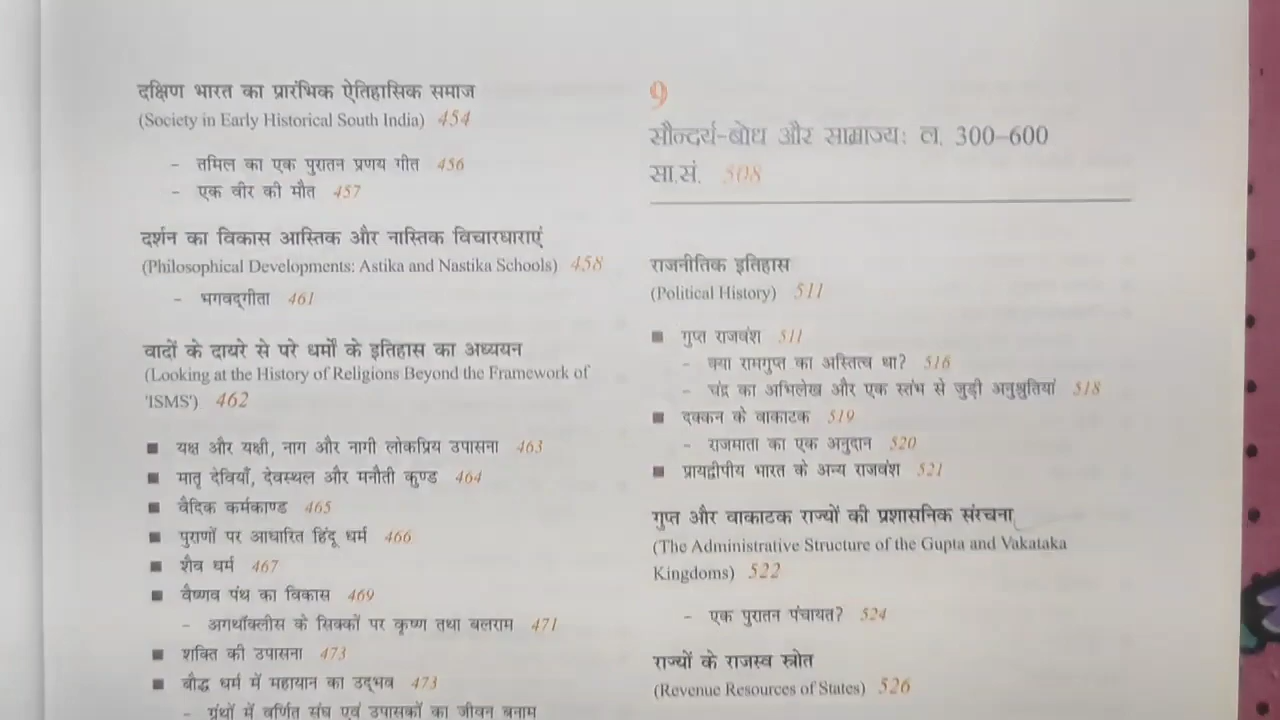 दक्षिण भारत का प्रारंभिक ऐतिहासिक समाज
(Society in Early Historical South India) 454
– तमिल का एक पुरातन प्रणय गीत 456
– एक वीर की मौत 457
दर्शन का विकास आस्तिक और नास्तिक विचारधाराएं
(Philosophical Developments: Astika and Nastika Schools) 458
– भगवद्गीता 461
वादों के दायरे से परे धर्मों के इतिहास का अध्ययन
(Looking at the History of Religions Beyond the Framework of
'ISMS') 462
■ यक्ष और यक्षी, नाग और नागी लोकप्रिय उपासना 463
■ मातृ देवियाँ, देवस्थल और मनौती कुण्ड 464
■ वैदिक कर्मकाण्ड 465
■ पुराणों पर आधारित हिंदू धर्म 466
■ शैव धर्म 467
■ वैष्णव पंथ का विकास 469
– अगथॉक्लीस के सिक्कों पर कृष्ण तथा बलराम 471
■ शक्ति की उपासना 473
■ बौद्ध धर्म में महायान का उद्भव 473
– ग्रंथों में वर्णित संघ एवं उपासकों का जीवन बनाम
9
सौन्दर्य-बोध और साम्राज्य: ल. 300–600
सा.सं. 508
राजनीतिक इतिहास
(Political History) 511
■ गुप्त राजवंश 511
– क्या रामगुप्त का अस्तित्व था? 516
– चंद्र का अभिलेख और एक स्तंभ से जुड़ी अनुश्रुतियां 518
■ दक्कन के वाकाटक 519
– राजमाता का एक अनुदान 520
■ प्रायद्वीपीय भारत के अन्य राजवंश 521
गुप्त और वाकाटक राज्यों की प्रशासनिक संरचना
(The Administrative Structure of the Gupta and Vakataka
Kingdoms) 522
– एक पुरातन पंचायत? 524
राज्यों के राजस्व स्त्रोत
(Revenue Resources of States) 526